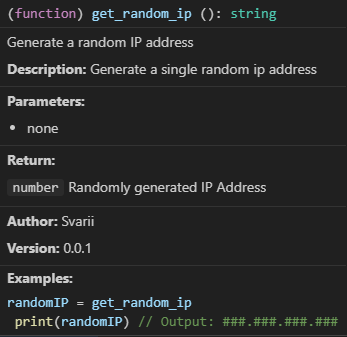 (function) get_random_ip (): string
Generate a random IP address
Description: Generate a single random ip address
Parameters:
• none
Return:
number Randomly generated IP Address
Author: Svarii
Version: 0.0.1
Examples:
randomIP = get_random_ip
print(randomIP) // Output: ###.###.###.###